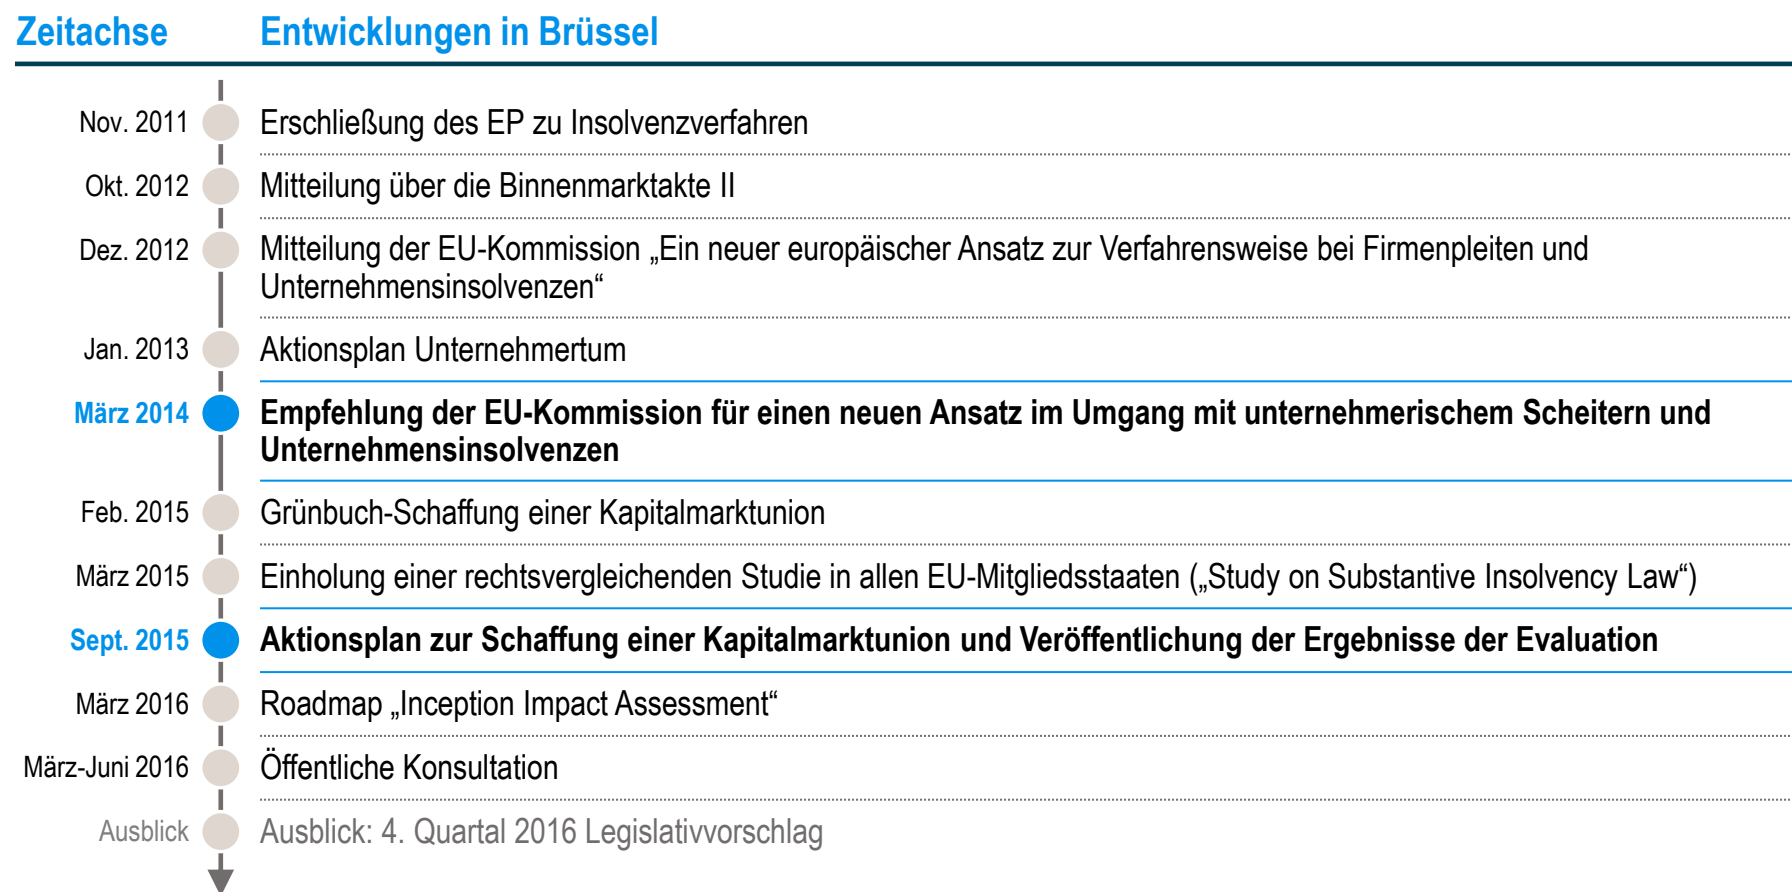 Zeitachse Entwicklungen in Brüssel
Nov. 2011 Erschließung des EP zu Insolvenzverfahren
Okt. 2012 Mitteilung über die Binnenmarktakte II
Dez. 2012 Mitteilung der EU-Kommission „Ein neuer europäischer Ansatz zur Verfahrensweise bei Firmenpleiten und
Unternehmensinsolvenzen“
Jan. 2013 Aktionsplan Unternehmertum
März 2014 Empfehlung der EU-Kommission für einen neuen Ansatz im Umgang mit unternehmerischem Scheitern und
Unternehmensinsolvenzen
Feb. 2015 Grünbuch-Schaffung einer Kapitalmarktunion
März 2015 Einholung einer rechtsvergleichenden Studie in allen EU-Mitgliedsstaaten („Study on Substantive Insolvency Law“)
Sept. 2015 Aktionsplan zur Schaffung einer Kapitalmarktunion und Veröffentlichung der Ergebnisse der Evaluation
März 2016 Roadmap „Inception Impact Assessment“
März-Juni 2016 Öffentliche Konsultation
Ausblick Ausblick: 4. Quartal 2016 Legislativvorschlag